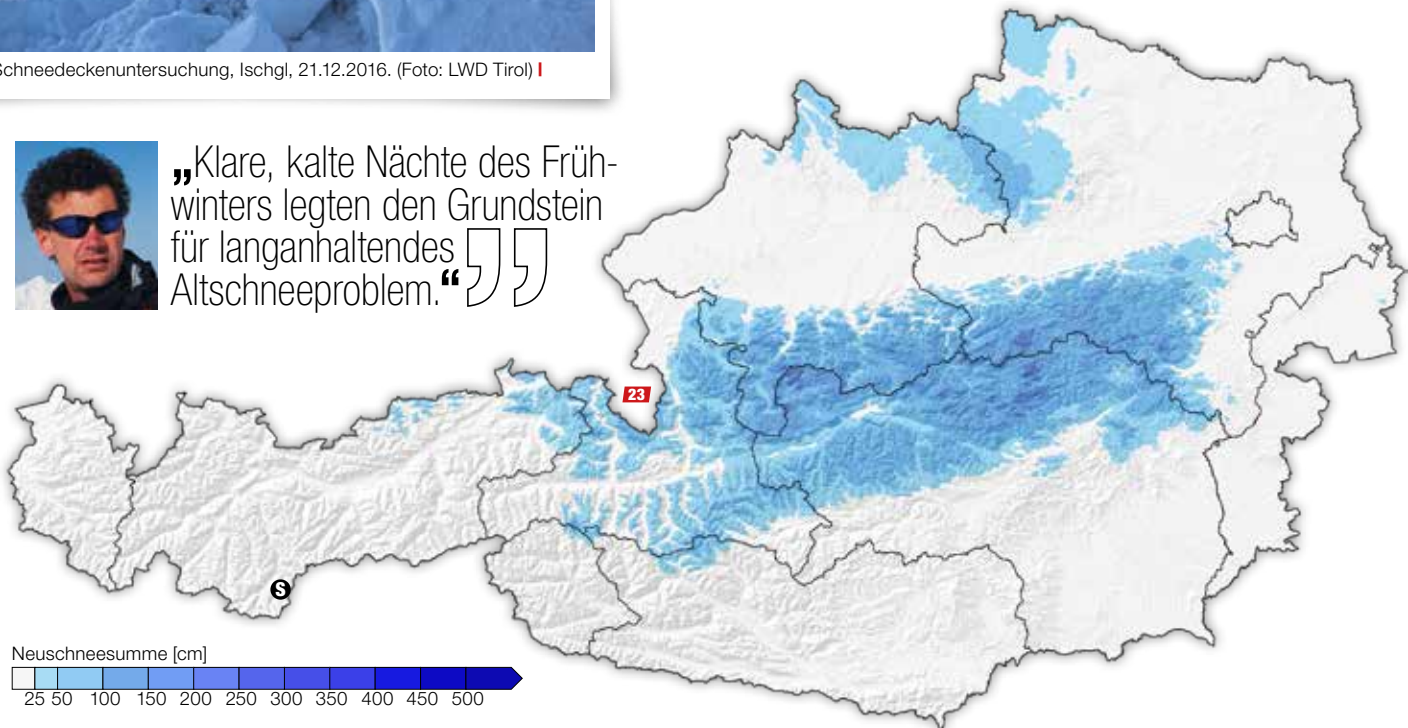 Schneedeckenuntersuchung, Ischgl, 21.12.2016. (Foto: LWD Tirol) I
„Klare, kalte Nächte des Früh-
winters legten den Grundstein
für langanhaltendes
Altschneeproblem.“
23
S
Neuschneesumme [cm]
25 50 100 150 200 250 300 350 400 450 500